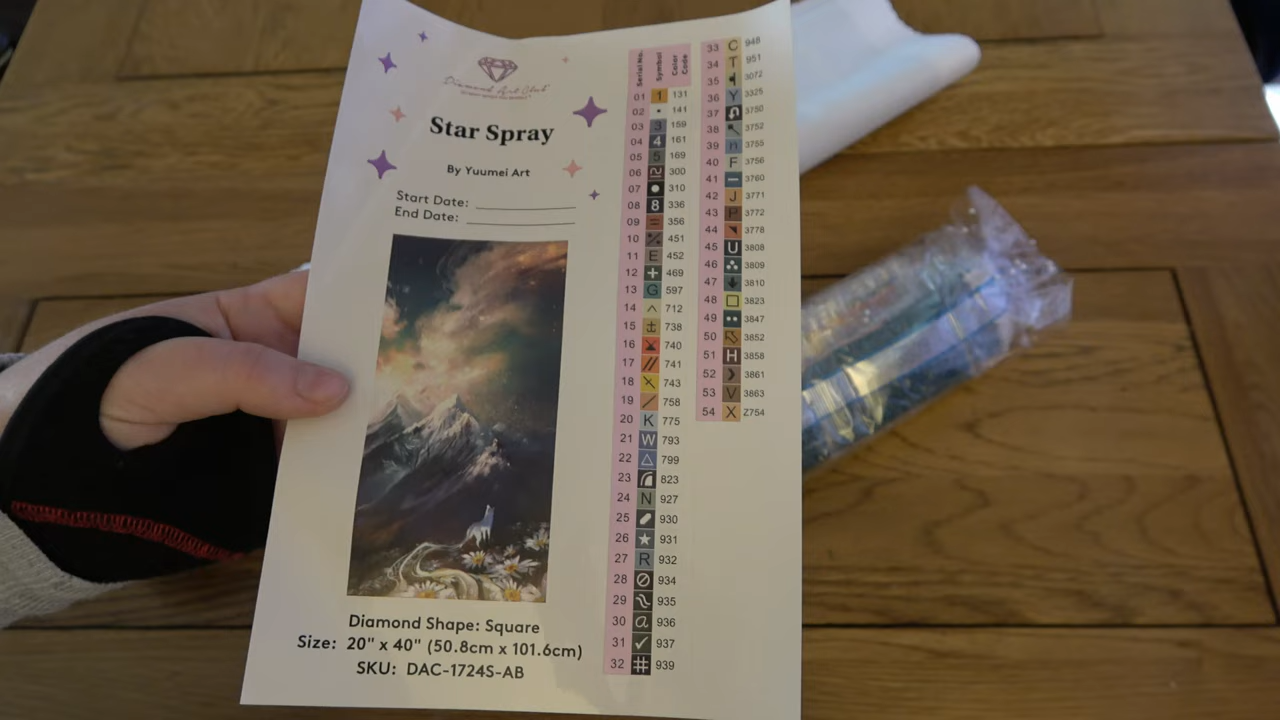 Diamond Art Club
Star Spray
By Yuumei Art
Start Date:
End Date:
Diamond Shape: Square
Size: 20" x 40" (50.8cm x 101.6cm)
SKU: DAC-1724S-AB
Serial No. Symbol Color Code
01 1 131
02 141
03 3 159
04 4 161
05 5 169
06 300
07 310
08 8 336
09 = 356
10 451
11 E 452
12 + 469
13 G 597
14 ^ 712
15 738
16 740
17 // 741
18 743
19 / 758
20 K 775
21 W 793
22 △ 799
23 823
24 N 927
25 930
26 ★ 931
27 R 932
28 934
29 935
30 a 936
31 ✓ 937
32 # 939
33 C 948
34 T 951
35 3072
36 Y 3325
37 3750
38 3752
39 n 3755
40 F 3756
41 – 3760
42 J 3771
43 P 3772
44 3778
45 U 3808
46 3809
47 3810
48 3823
49 3847
50 3852
51 H 3858
52 3861
53 V 3863
54 X Z754